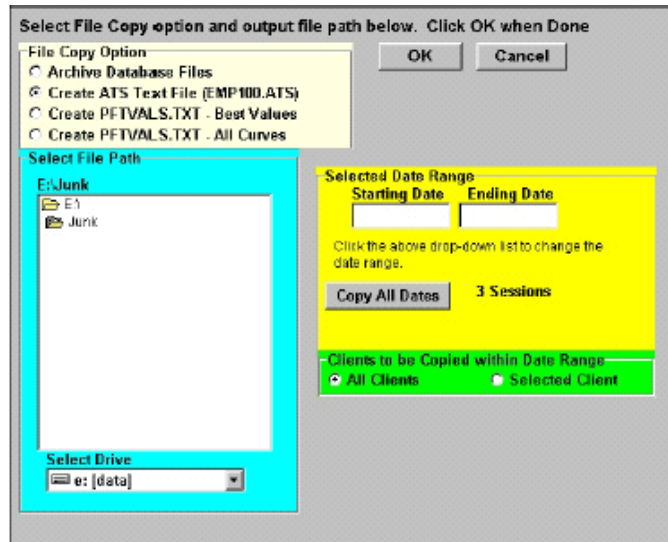 Select File Copy option and output file path below. Click OK when Done
File Copy Option
Archive Database Files
Create ATS Text File (EMP100.ATS)
Create PFTVALS.TXT - Best Values
Create PFTVALS.TXT - All Curves
OK
Cancel
Select File Path
E:\Junk
E:\
Junk
Select Drive
e: [data]
Selected Date Range
Starting Date Ending Date
Click the above drop-down list to change the
date range.
Copy All Dates
3 Sessions
Clients to be Copied within Date Range
All Clients
Selected Client